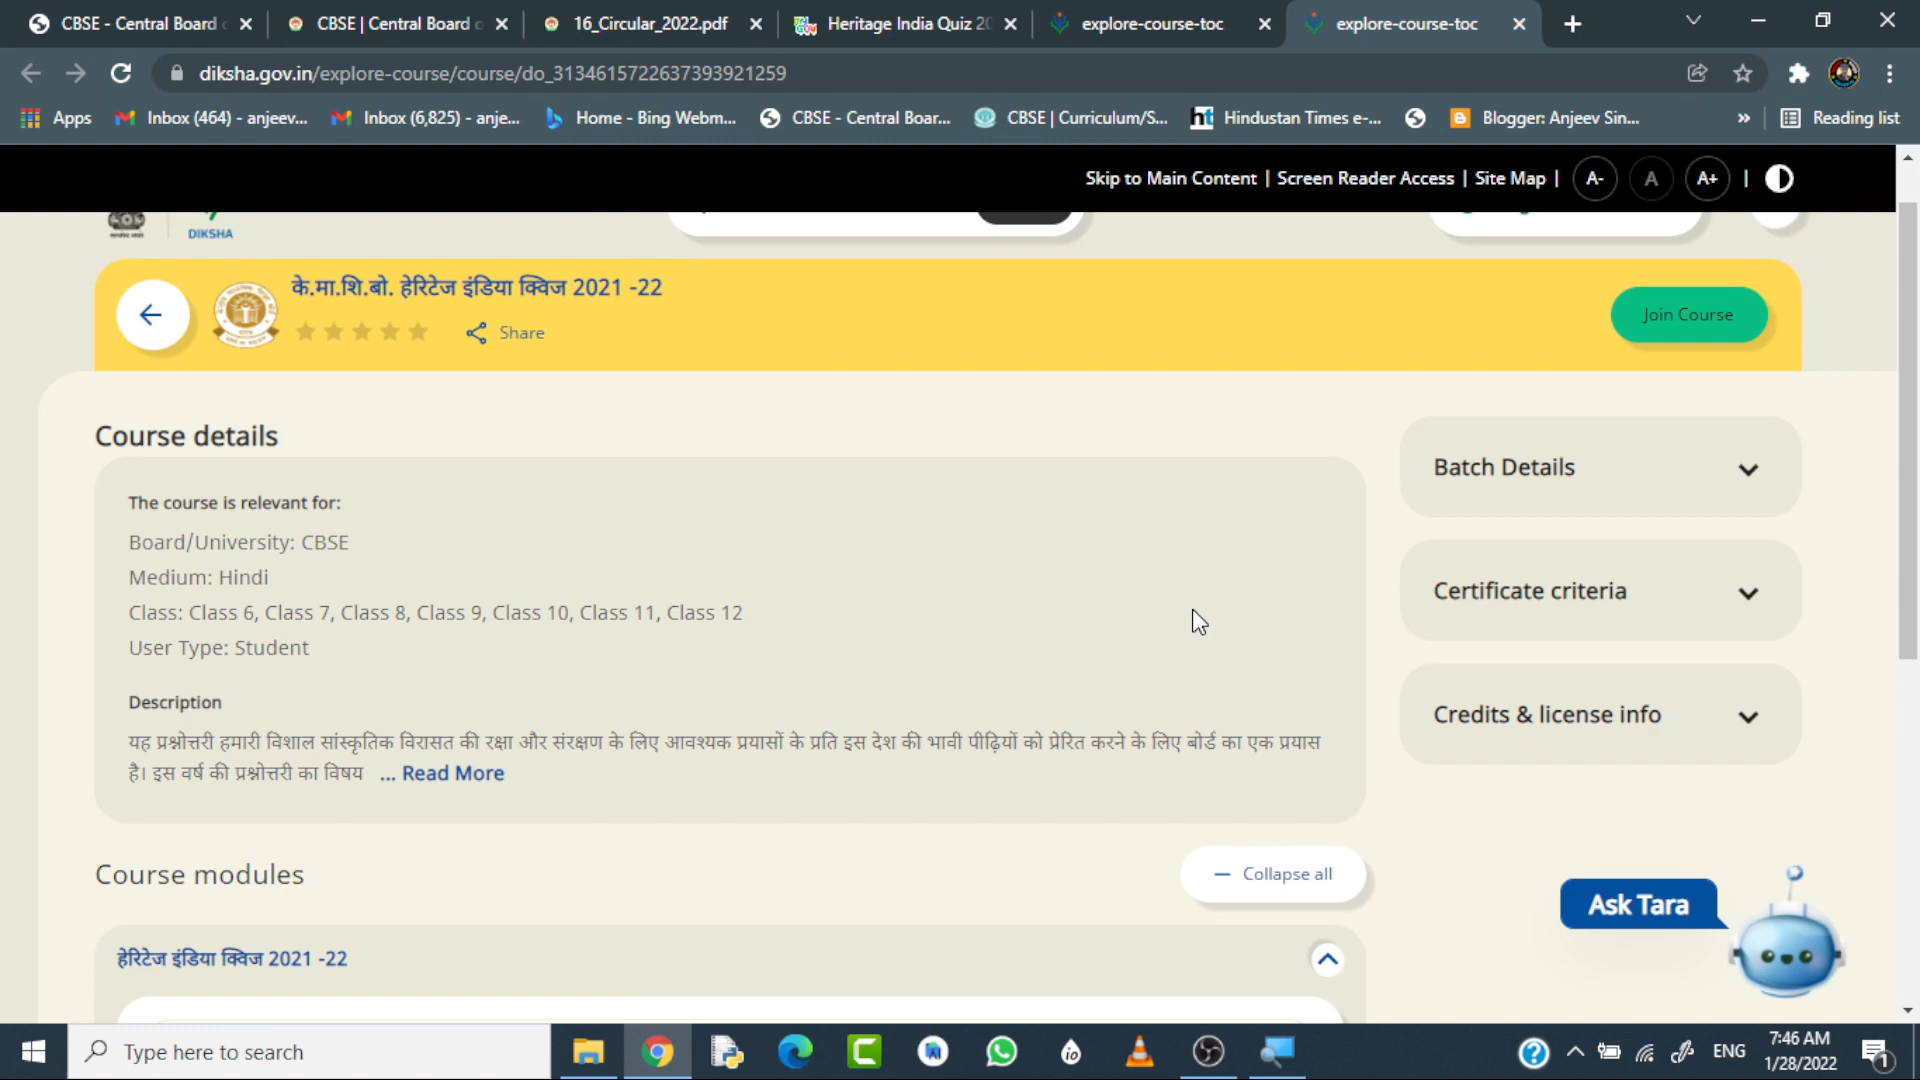 CBSE - Central Board
CBSE | Central Board
16_Circular_2022.pdf
Heritage India Quiz
explore-course-toc
explore-course-toc
diksha.gov.in/explore-course/course/do_3134615722637393921259
Apps
Inbox (464) - anjeev...
Inbox (6,825) - anje...
Home - Bing Webm...
CBSE - Central Boar...
CBSE | Curriculum/S...
ht
Hindustan Times e-...
Blogger: Anjeev Sin...
»
Reading list
Skip to Main Content | Screen Reader Access | Site Map |
A-
A
A+
|
DIKSHA
के.मा.शि.बो. हेरिटेज इंडिया क्विज 2021 -22
Share
Join Course
Course details
The course is relevant for:
Board/University: CBSE
Medium: Hindi
Class: Class 6, Class 7, Class 8, Class 9, Class 10, Class 11, Class 12
User Type: Student
Description
यह प्रश्नोत्तरी हमारी विशाल सांस्कृतिक विरासत की रक्षा और संरक्षण के लिए आवश्यक प्रयासों के प्रति इस देश की भावी पीढ़ियों को प्रेरित करने के लिए बोर्ड का एक प्रयास
है। इस वर्ष की प्रश्नोत्तरी का विषय ... Read More
Batch Details
Certificate criteria
Credits & license info
Course modules
Collapse all
Ask Tara
हेरिटेज इंडिया क्विज 2021 -22
Type here to search
ENG
7:46 AM
1/28/2022
1